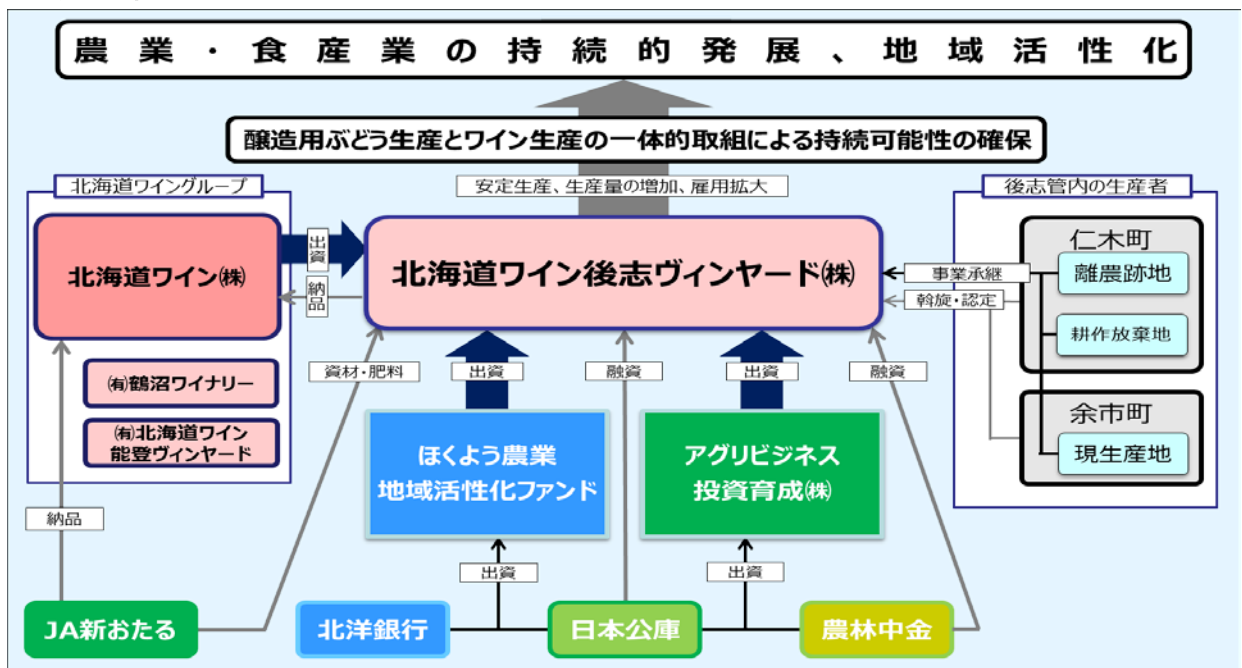 農業・食産業の持続的発展、地域活性化
醸造用ぶどう生産とワイン生産の一体的取組による持続可能性の確保
安定生産、生産量の増加、雇用拡大
北海道ワイングループ
北海道ワイン㈱
㈲鶴沼ワイナリー
㈲北海道ワイン
能登ヴィンヤード
出資
納品
北海道ワイン後志ヴィンヤード㈱
後志管内の生産者
仁木町
離農跡地
耕作放棄地
余市町
現生産地
事業承継
斡旋・認定
資材・肥料
出資
融資
出資
融資
ほくよう農業
地域活性化ファンド
アグリビジネス
投資育成㈱
納品
出資
出資
JA新おたる
北洋銀行
日本公庫
農林中金